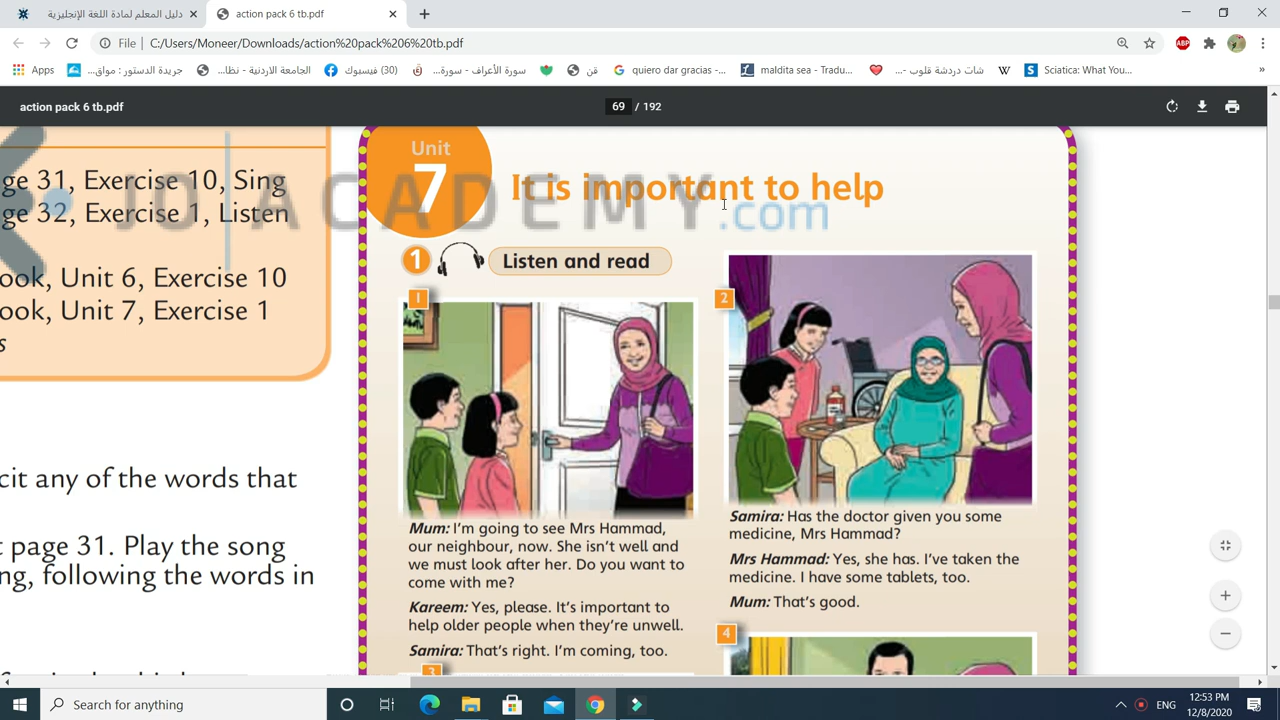 دليل المعلم لمادة اللغة الإنجليزية
action pack 6 tb.pdf
File
C:/Users/Moneer/Downloads/action%20pack%206%20tb.pdf
ABP
Apps
جريدة الدستور : مواق...
الجامعة الاردنية - نظا...
(30) فيسبوك
سورة الأعراف - سورة...
قن
quiero dar gracias -...
maldita sea - Tradu...
شات دردشة قلوب -...
Sciatica: What You...
»
action pack 6 tb.pdf
69 / 192
ge 31, Exercise 10, Sing
ge 32, Exercise 1, Listen
ook, Unit 6, Exercise 10
ook, Unit 7, Exercise 1
s
cit any of the words that
t page 31. Play the song
ng, following the words in
JO ACADEMY.com
Unit
7
It is important to help
1 Listen and read
1
Mum: I'm going to see Mrs Hammad,
our neighbour, now. She isn't well and
we must look after her. Do you want to
come with me?
Kareem: Yes, please. It's important to
help older people when they're unwell.
Samira: That's right. I'm coming, too.
2
Samira: Has the doctor given you some
medicine, Mrs Hammad?
Mrs Hammad: Yes, she has. I've taken the
medicine. I have some tablets, too.
Mum: That's good.
3
4
Search for anything
ENG
12:53 PM
12/8/2020